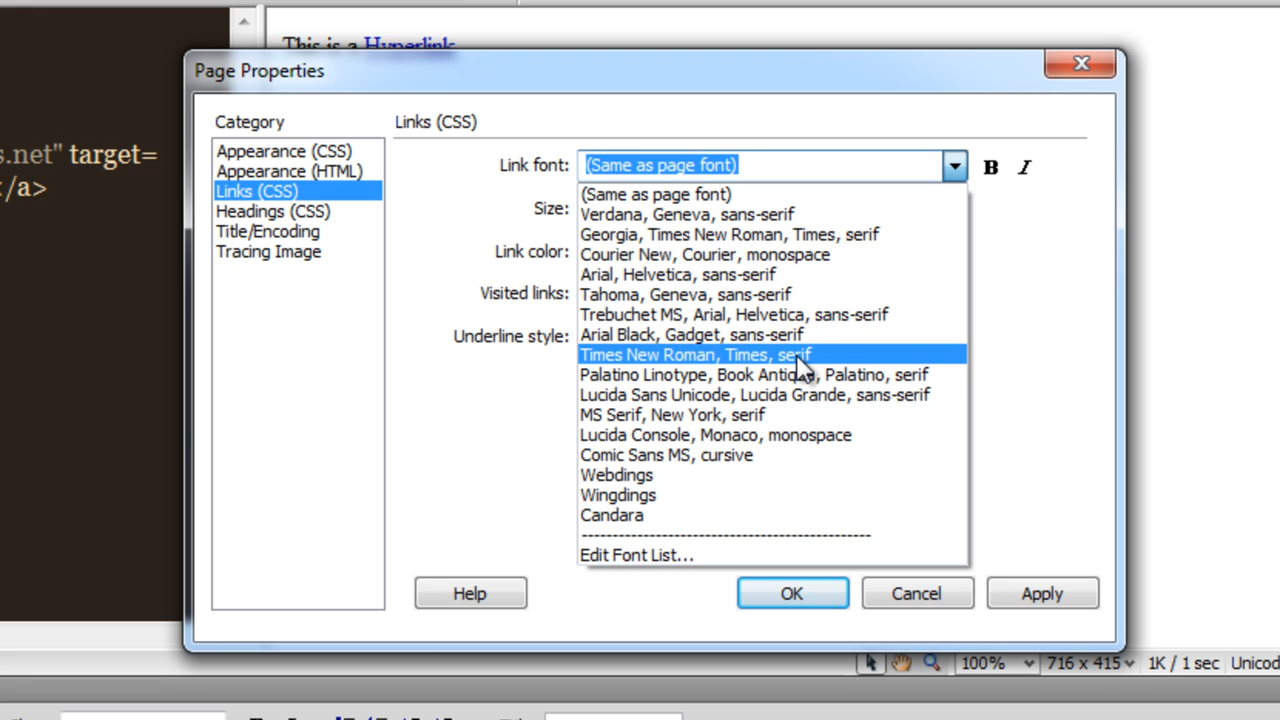 This is a Hyperlink
Page Properties
s.net" target=
</a>
Category
Appearance (CSS)
Appearance (HTML)
Links (CSS)
Headings (CSS)
Title/Encoding
Tracing Image
Links (CSS)
Link font: (Same as page font) B I
Size:
Link color:
Visited links:
Underline style:
(Same as page font)
Verdana, Geneva, sans-serif
Georgia, Times New Roman, Times, serif
Courier New, Courier, monospace
Arial, Helvetica, sans-serif
Tahoma, Geneva, sans-serif
Trebuchet MS, Arial, Helvetica, sans-serif
Arial Black, Gadget, sans-serif
Times New Roman, Times, serif
Palatino Linotype, Book Antiqua, Palatino, serif
Lucida Sans Unicode, Lucida Grande, sans-serif
MS Serif, New York, serif
Lucida Console, Monaco, monospace
Comic Sans MS, cursive
Webdings
Wingdings
Candara
---------------------------------------------
Edit Font List...
Help OK Cancel Apply
100% 716 x 415 1K / 1 sec Unicod